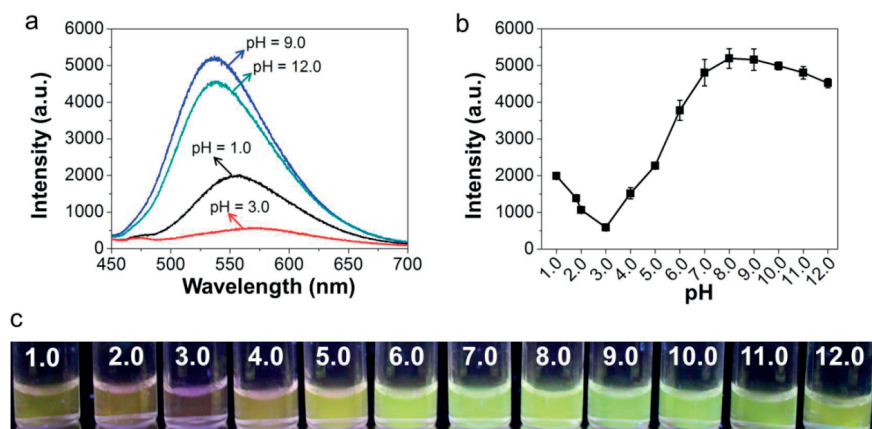 a
6000
5000
4000
3000
2000
1000
0
Intensity (a.u.)
pH = 9.0
pH = 12.0
pH = 1.0
pH = 3.0
450 500 550 600 650 700
Wavelength (nm)
b
6000
5000
4000
3000
2000
1000
0
Intensity (a.u.)
1.0 2.0 3.0 4.0 5.0 6.0 7.0 8.0 9.0 10.0 11.0 12.0
pH
c
1.0 2.0 3.0 4.0 5.0 6.0 7.0 8.0 9.0 10.0 11.0 12.0